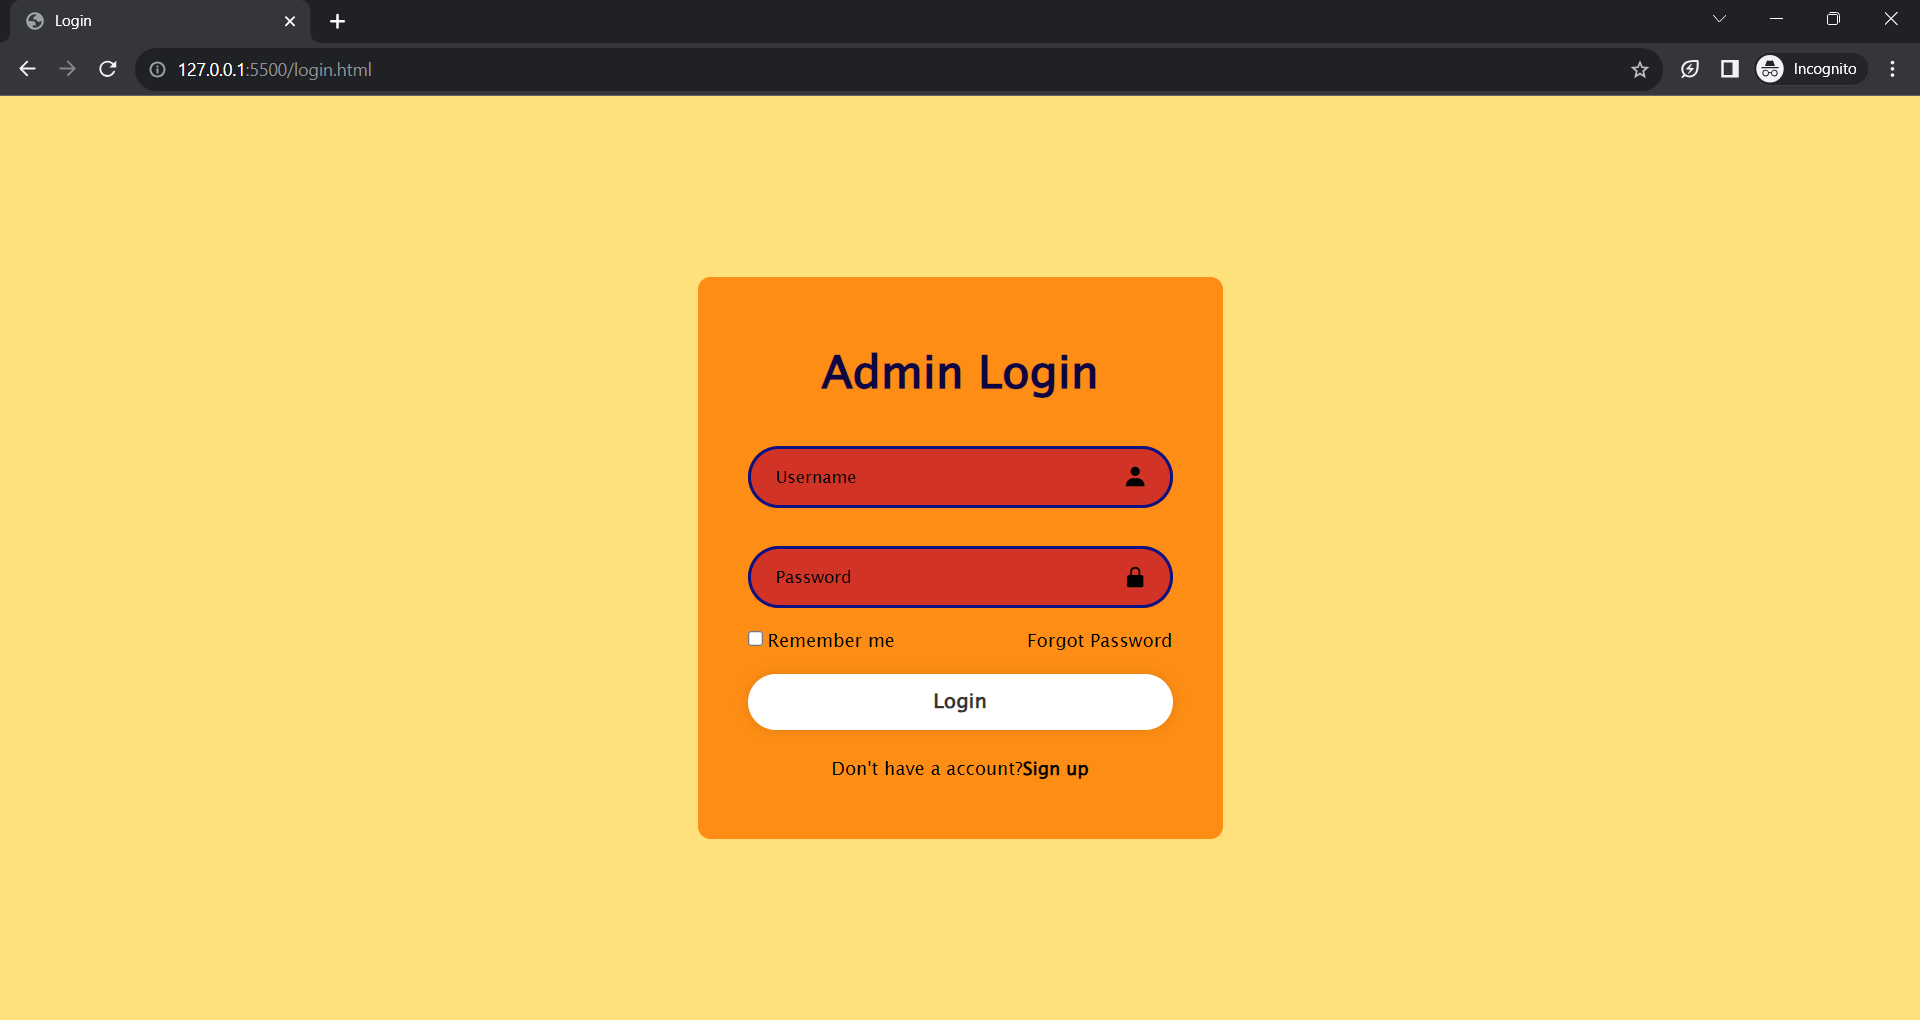 Login
127.0.0.1:5500/login.html
Incognito
Admin Login
Username
Password
Remember me Forgot Password
Login
Don't have a account?Sign up